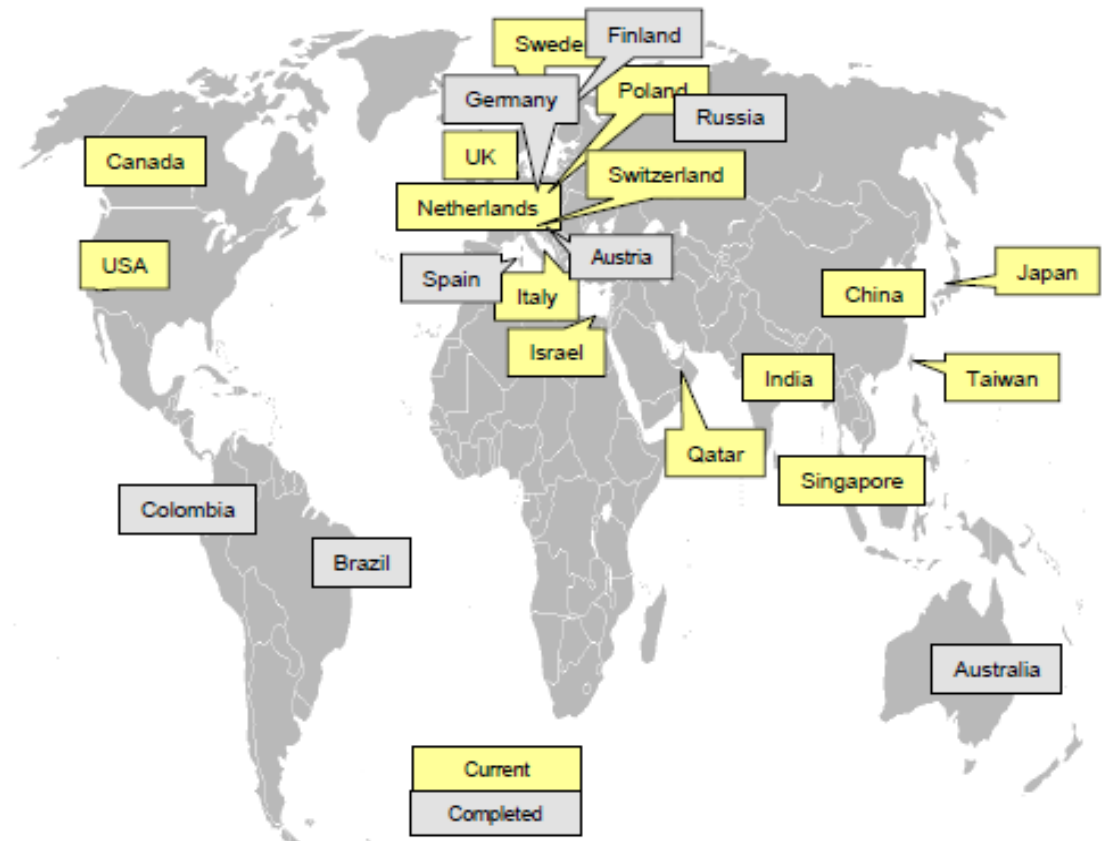 Finland
Swede
Germany
Poland
Russia
UK
Canada
Switzerland
Netherlands
USA
Austria
Spain
Italy
China
Japan
Israel
India
Taiwan
Qatar
Singapore
Colombia
Brazil
Australia
Current
Completed